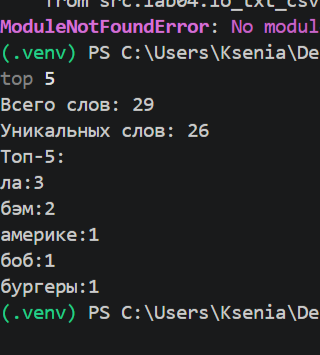 from src.lab04.io_txt_csv
ModuleNotFoundError: No modul
(.venv) PS C:\Users\Ksenia\De
top 5
Всего слов: 29
Уникальных слов: 26
Топ-5:
ла:3
бэм:2
америке:1
боб:1
бургеры:1
(.venv) PS C:\Users\Ksenia\De